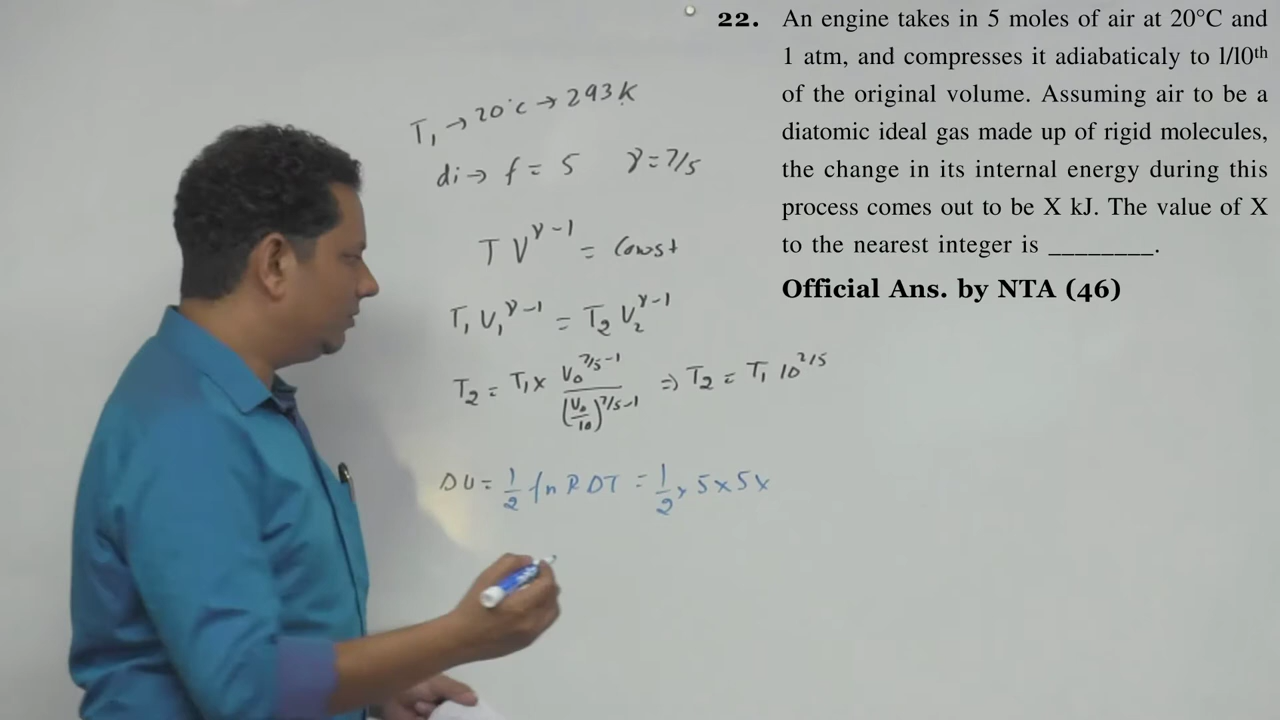 22. An engine takes in 5 moles of air at 20°C and
1 atm, and compresses it adiabaticaly to 1/10th
of the original volume. Assuming air to be a
diatomic ideal gas made up of rigid molecules,
the change in its internal energy during this
process comes out to be X kJ. The value of X
to the nearest integer is ________.
Official Ans. by NTA (46)
T₁ → 20°C → 293K
di → f = 5 γ = 7/5
T V^γ-1 = Const
T₁ V₁^γ-1 = T₂ V₂^γ-1
T₂ = T₁ × V₀^7/5-1 / (V₀/10)^7/5-1 ⇒ T₂ = T₁ 10^2/5
ΔU = 1/2 f n R ΔT = 1/2 × 5 × 5 ×